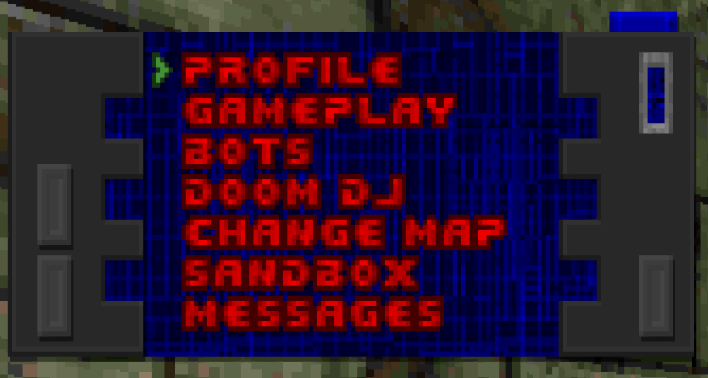 PROFILE
GAMEPLAY
BOTS
DOOM DJ
CHANGE MAP
SANDBOX
MESSAGES